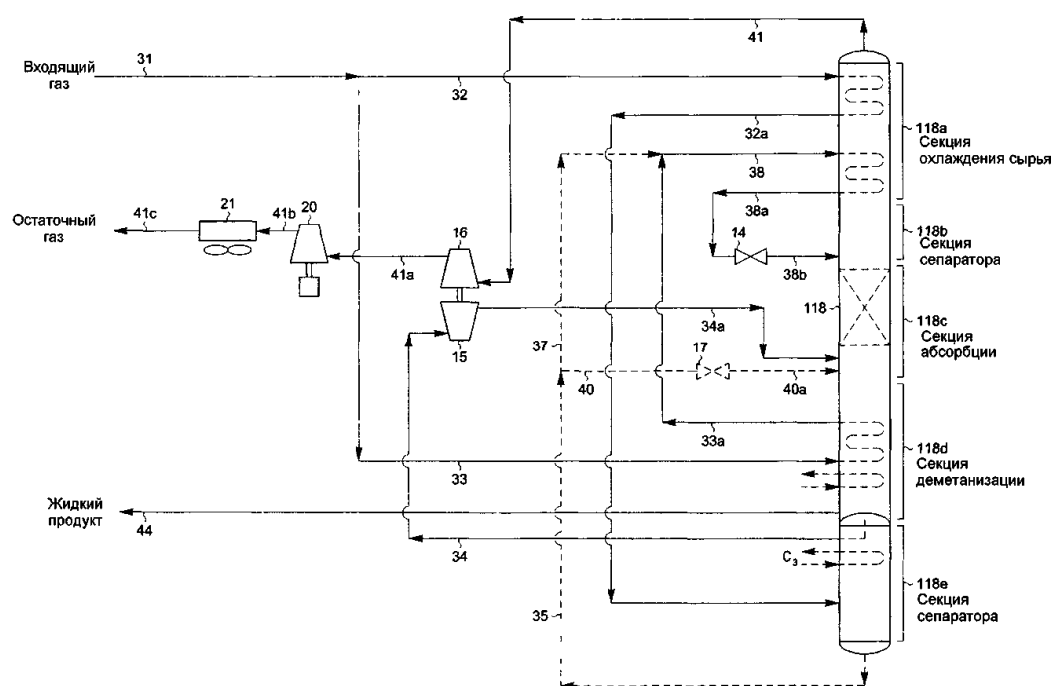 41
31
Входящий
газ
32
32a
118a
Секция
охлаждения сырья
38
38a
Остаточный
газ
41c
21
41b
20
16
41a
14
38b
118b
Секция
сепаратора
118
118c
Секция
абсорбции
34a
15
37
17
40
40a
33a
118d
Секция
деметанизации
33
Жидкий
продукт
44
34
C3
118e
Секция
сепаратора
35